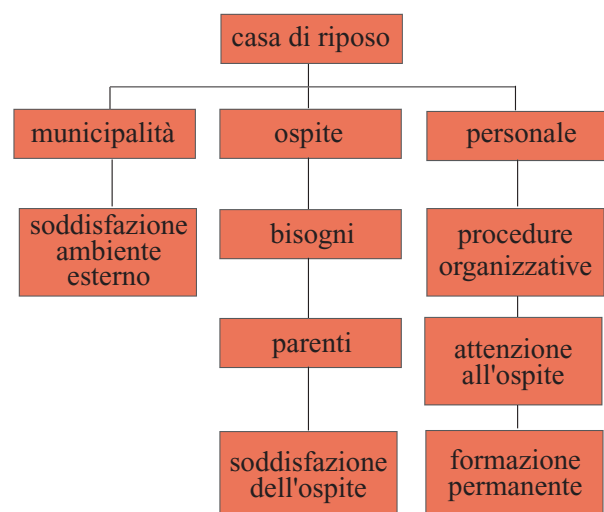 casa di riposo
municipalità
ospite
personale
soddisfazione
ambiente
esterno
bisogni
procedure
organizzative
parenti
attenzione
all'ospite
soddisfazione
dell'ospite
formazione
permanente